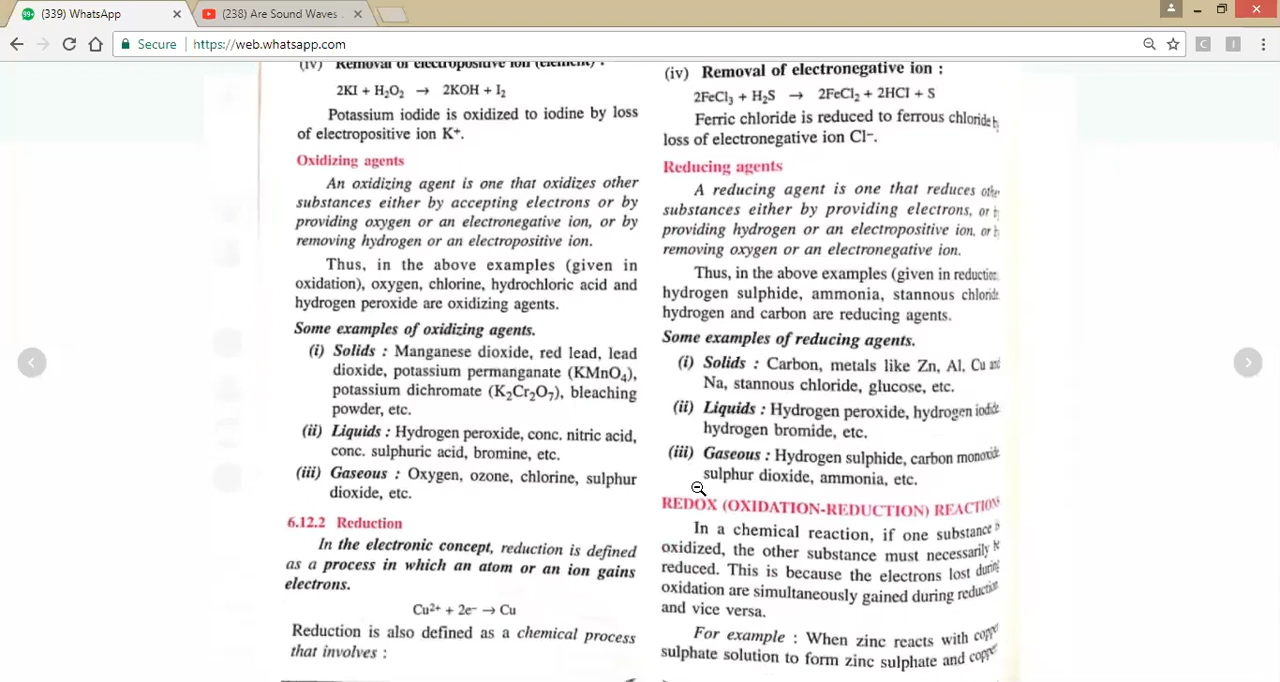 (339) WhatsApp
(238) Are Sound Waves
Secure
https://web.whatsapp.com
(iv) Removal of electropositive ion (element) :
2KI + H₂O₂ → 2KOH + I₂
Potassium iodide is oxidized to iodine by loss
of electropositive ion K⁺.
Oxidizing agents
An oxidizing agent is one that oxidizes other
substances either by accepting electrons or by
providing oxygen or an electronegative ion, or by
removing hydrogen or an electropositive ion.
Thus, in the above examples (given in
oxidation), oxygen, chlorine, hydrochloric acid and
hydrogen peroxide are oxidizing agents.
Some examples of oxidizing agents.
(i) Solids : Manganese dioxide, red lead, lead
dioxide, potassium permanganate (KMnO₄),
potassium dichromate (K₂Cr₂O₇), bleaching
powder, etc.
(ii) Liquids : Hydrogen peroxide, conc. nitric acid,
conc. sulphuric acid, bromine, etc.
(iii) Gaseous : Oxygen, ozone, chlorine, sulphur
dioxide, etc.
6.12.2 Reduction
In the electronic concept, reduction is defined
as a process in which an atom or an ion gains
electrons.
Cu²⁺ + 2e⁻ → Cu
Reduction is also defined as a chemical process
that involves :
(iv) Removal of electronegative ion :
2FeCl₃ + H₂S → 2FeCl₂ + 2HCl + S
Ferric chloride is reduced to ferrous chloride
loss of electronegative ion Cl⁻.
Reducing agents
A reducing agent is one that reduces
substances either by providing electrons, or
providing hydrogen or an electropositive ion, or
removing oxygen or an electronegative ion.
Thus, in the above examples (given in
hydrogen sulphide, ammonia, stannous chloride
hydrogen and carbon are reducing agents.
Some examples of reducing agents.
(i) Solids : Carbon, metals like Zn, Al, Cu and
Na, stannous chloride, glucose, etc.
(ii) Liquids : Hydrogen peroxide, hydrogen iodide
hydrogen bromide, etc.
(iii) Gaseous : Hydrogen sulphide, carbon monoxide
sulphur dioxide, ammonia, etc.
REDOX (OXIDATION-REDUCTION) REACTIONS
In a chemical reaction, if one substance is
oxidized, the other substance must necessarily
reduced. This is because the electrons lost during
oxidation are simultaneously gained during reduction
and vice versa.
For example : When zinc reacts with copper
sulphate solution to form zinc sulphate and copper